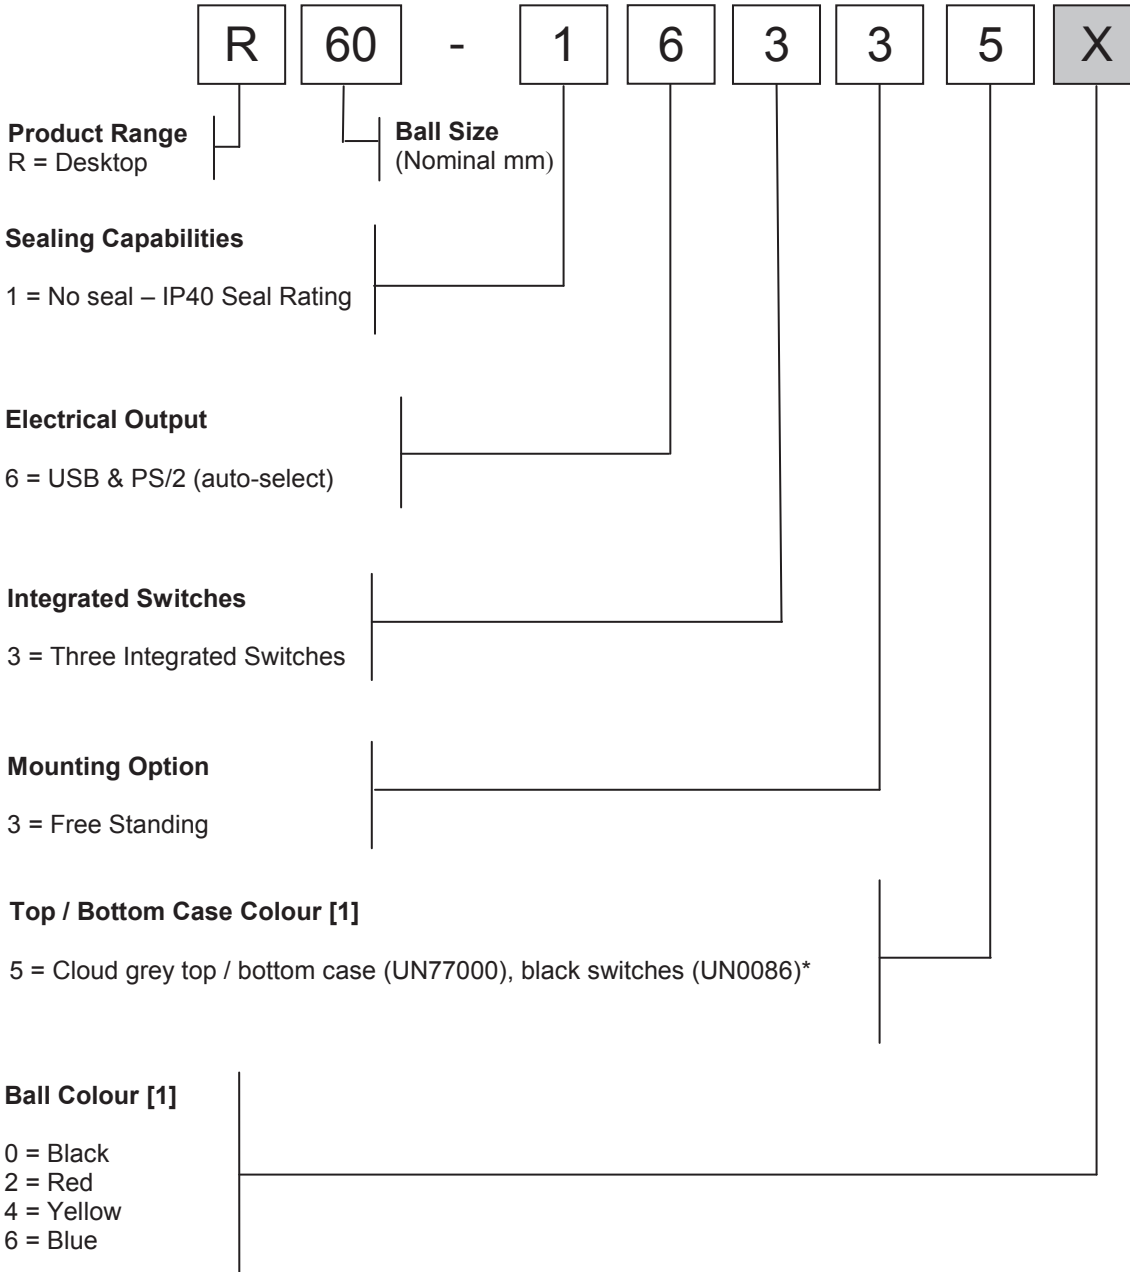 R 60 - 1 6 3 3 5 X
Product Range
R = Desktop
Ball Size
(Nominal mm)
Sealing Capabilities
1 = No seal – IP40 Seal Rating
Electrical Output
6 = USB & PS/2 (auto-select)
Integrated Switches
3 = Three Integrated Switches
Mounting Option
3 = Free Standing
Top / Bottom Case Colour [1]
5 = Cloud grey top / bottom case (UN77000), black switches (UN0086)*
Ball Colour [1]
0 = Black
2 = Red
4 = Yellow
6 = Blue